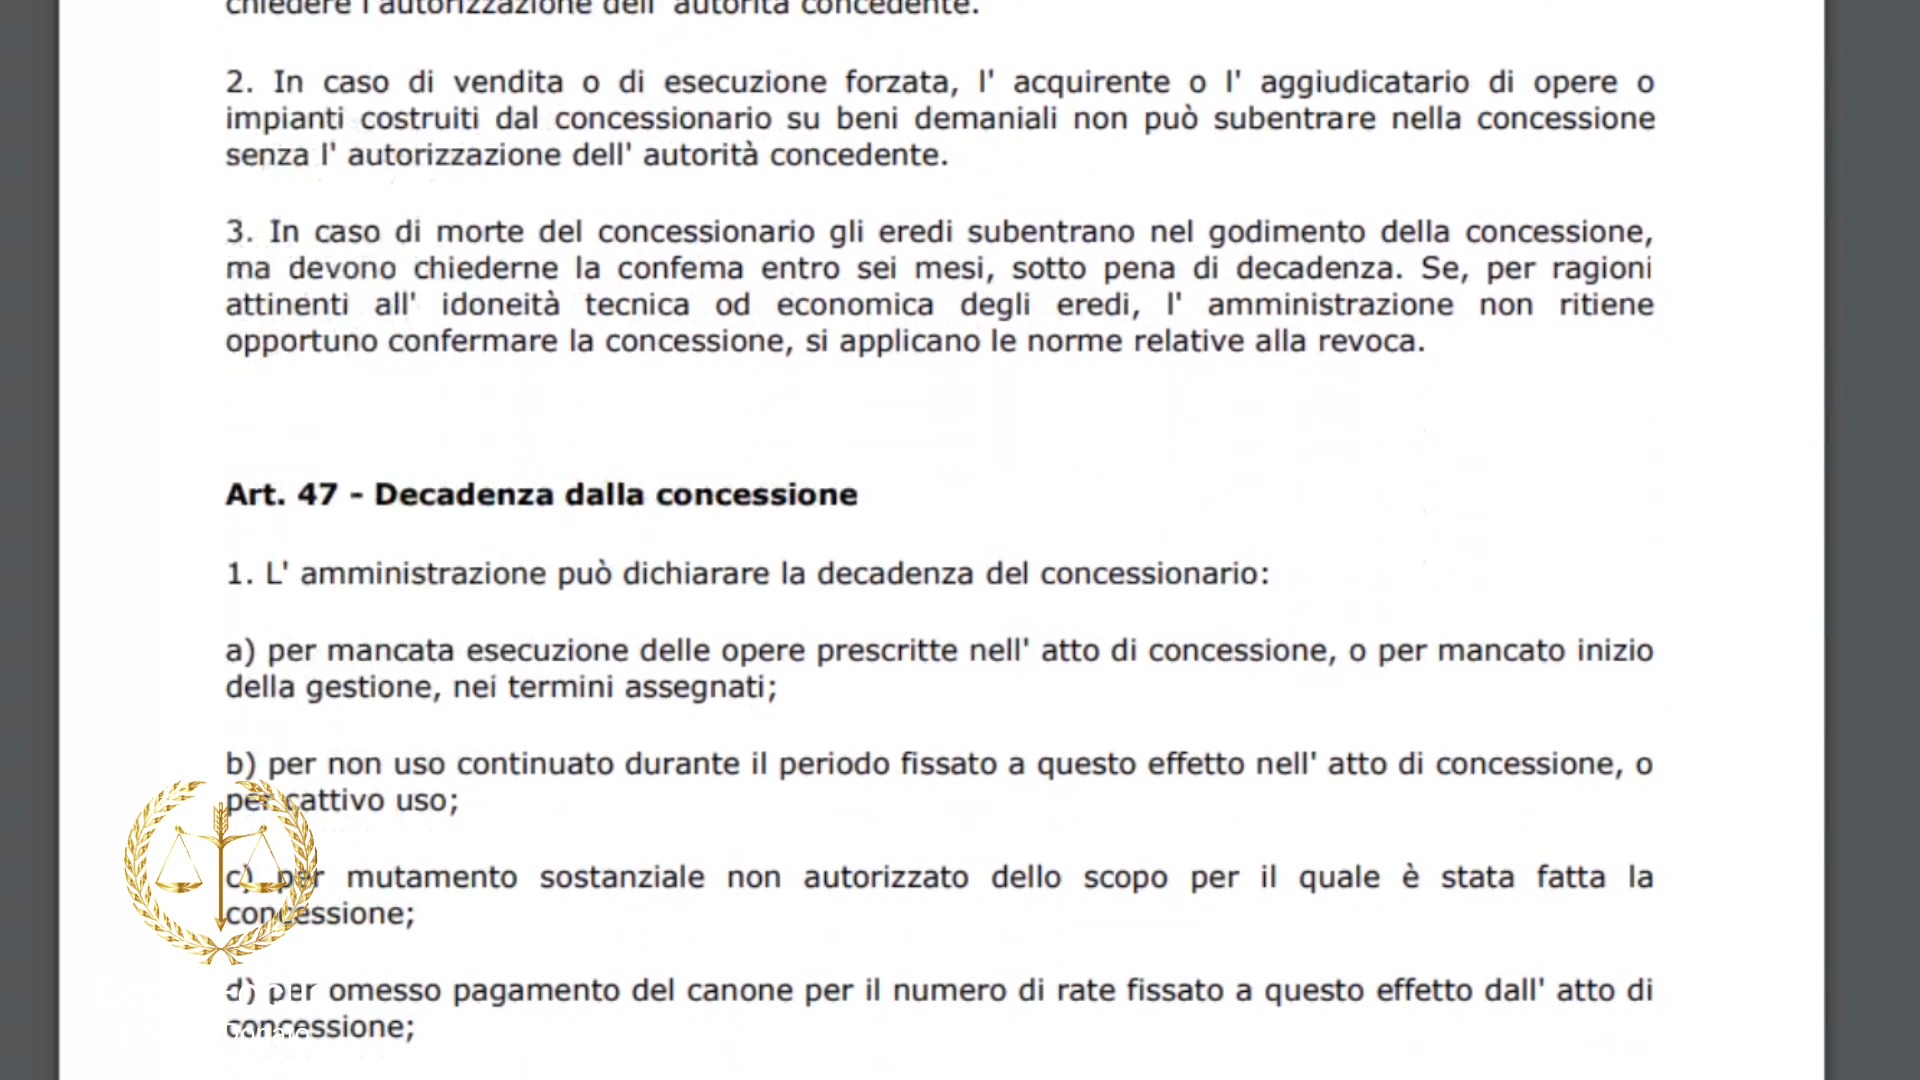 chiedere l'autorizzazione dell' autorità concedente.
2. In caso di vendita o di esecuzione forzata, l' acquirente o l' aggiudicatario di opere o
impianti costruiti dal concessionario su beni demaniali non può subentrare nella concessione
senza l' autorizzazione dell' autorità concedente.
3. In caso di morte del concessionario gli eredi subentrano nel godimento della concessione,
ma devono chiederne la confema entro sei mesi, sotto pena di decadenza. Se, per ragioni
attinenti all' idoneità tecnica od economica degli eredi, l' amministrazione non ritiene
opportuno confermare la concessione, si applicano le norme relative alla revoca.
Art. 47 - Decadenza dalla concessione
1. L' amministrazione può dichiarare la decadenza del concessionario:
a) per mancata esecuzione delle opere prescritte nell' atto di concessione, o per mancato inizio
della gestione, nei termini assegnati;
b) per non uso continuato durante il periodo fissato a questo effetto nell' atto di concessione, o
per cattivo uso;
c) per mutamento sostanziale non autorizzato dello scopo per il quale è stata fatta la
concessione;
d) per omesso pagamento del canone per il numero di rate fissato a questo effetto dall' atto di
concessione;